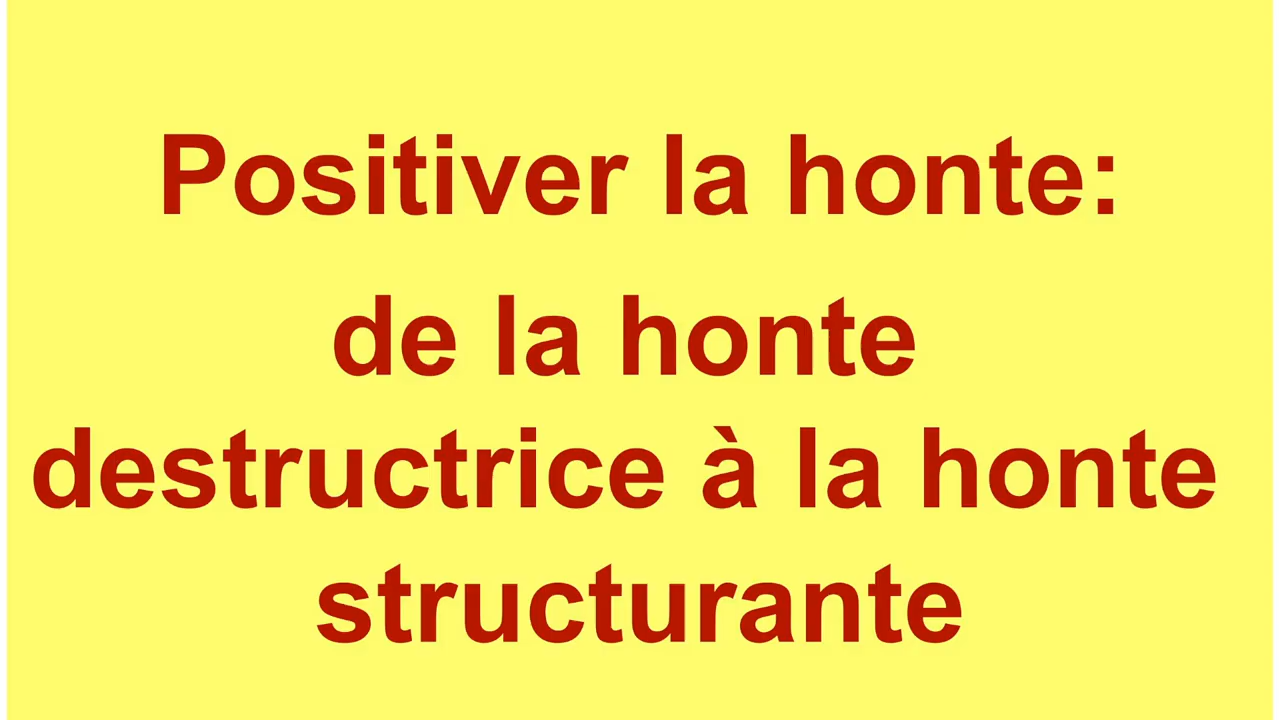 Positiver la honte:
de la honte
destructrice à la honte
structurante